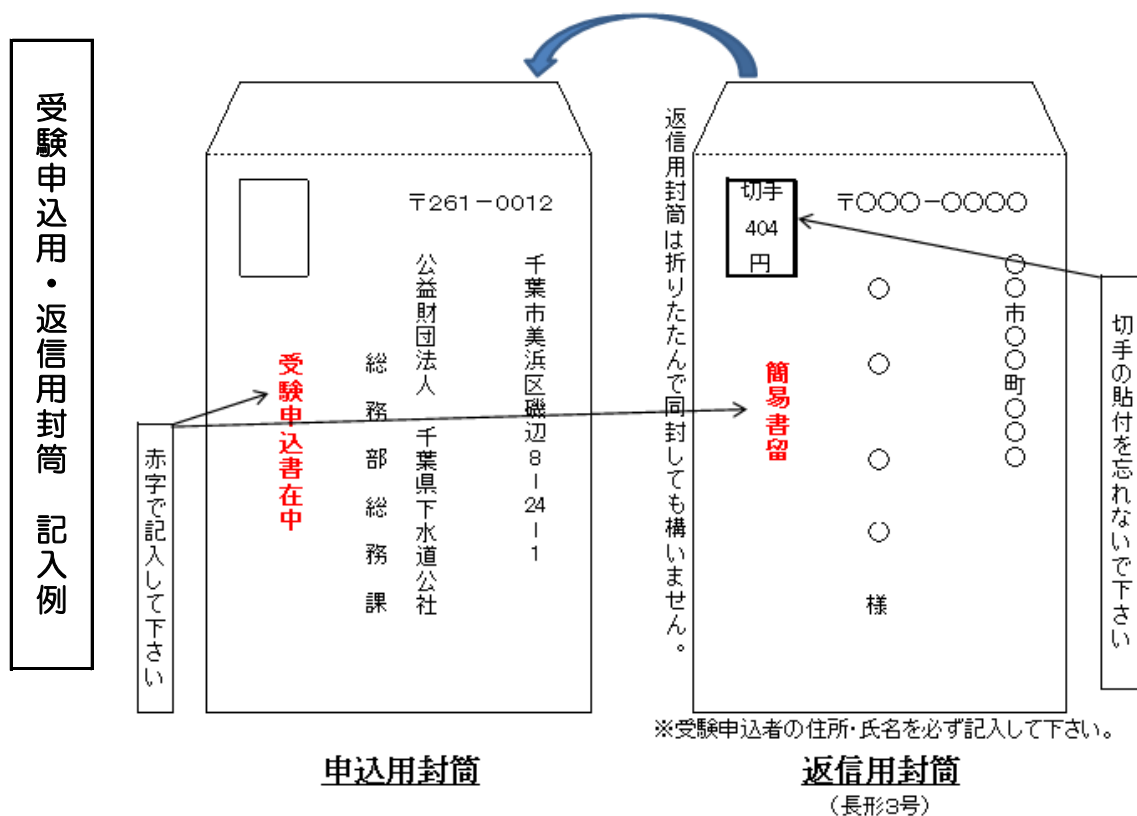 受験申込用・返信用封筒　記入例
〒261－0012
千葉市美浜区磯辺8－24－1
公益財団法人　千葉県下水道公社
総務部総務課
受験申込書在中
赤字で記入して下さい
申込用封筒
返信用封筒は折りたたんで同封しても構いません。
切手
404
円
〒○○○－○○○○
○○市○○町○○○
○○○○様
簡易書留
切手の貼付を忘れないで下さい
※受験申込者の住所・氏名を必ず記入して下さい。
返信用封筒
（長形3号）